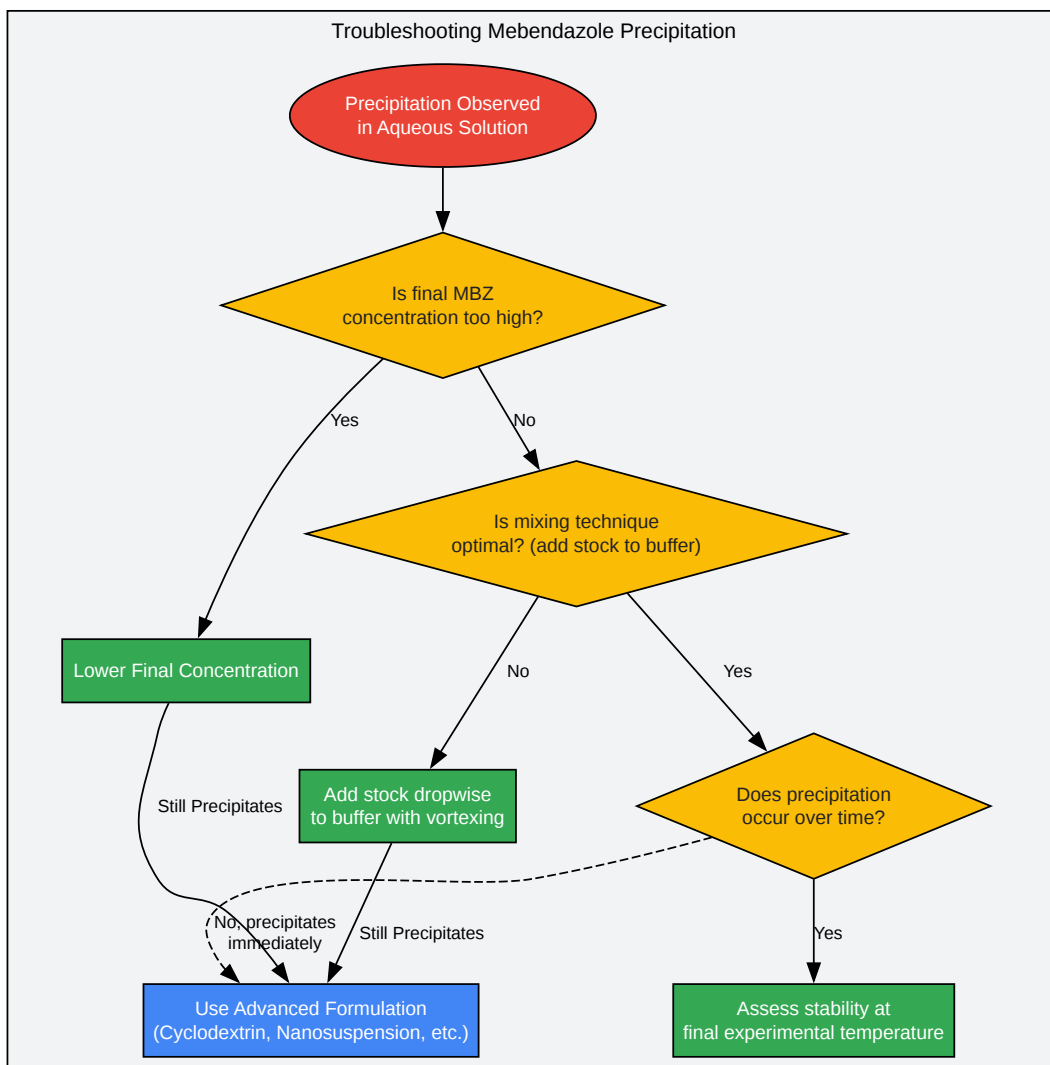 Troubleshooting Mebendazole Precipitation
Precipitation Observed
in Aqueous Solution
Is final MBZ
concentration too high?
Yes
No
Is mixing technique
optimal? (add stock to buffer)
Lower Final Concentration
No
Yes
Still Precipitates
Add stock dropwise
to buffer with vortexing
Does precipitation
occur over time?
No, precipitates
immediately
Still Precipitates
Yes
Use Advanced Formulation
(Cyclodextrin, Nanosuspension, etc.)
Assess stability at
final experimental temperature